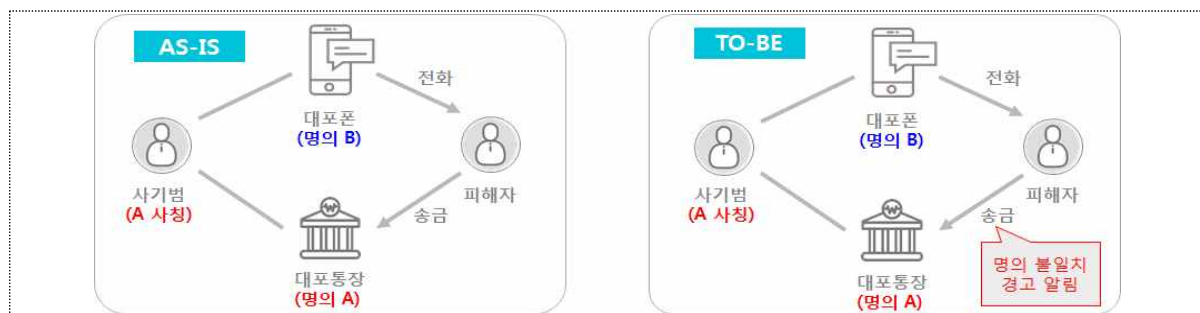 AS-IS
전화
대포폰
(명의 B)
사기범
(A 사칭)
피해자
송금
대포통장
(명의 A)
TO-BE
전화
대포폰
(명의 B)
사기범
(A 사칭)
피해자
송금
명의 불일치
경고 알림
대포통장
(명의 A)